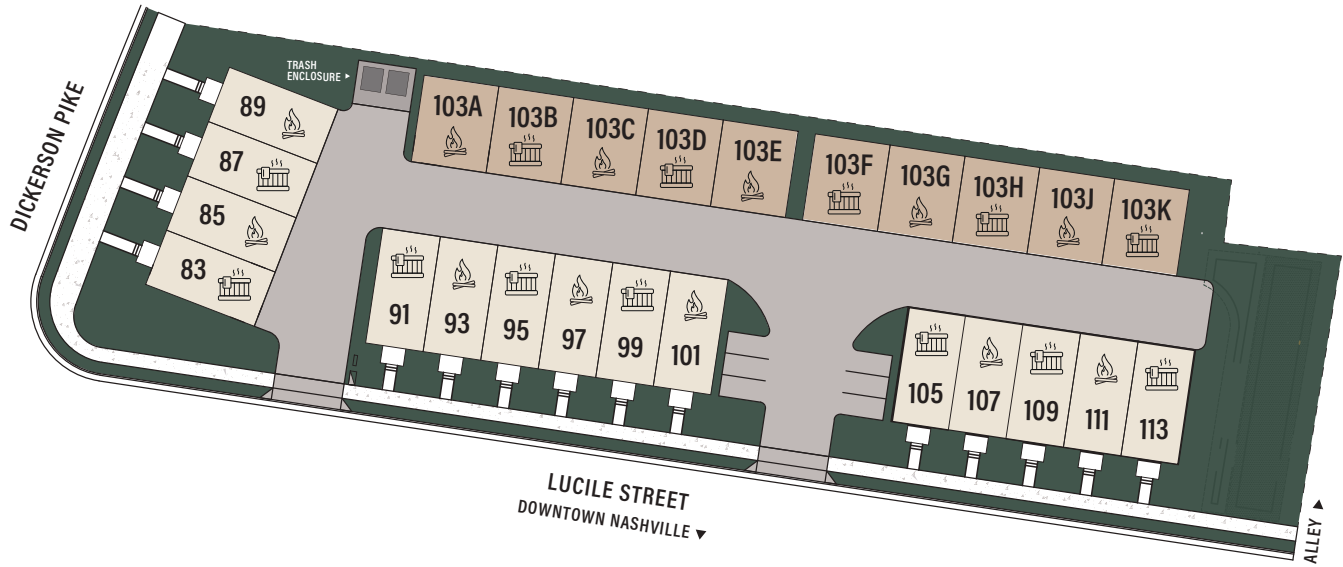 TRASH
ENCLOSURE
DICKERSON PIKE
89
87
85
83
103A
103B
103C
103D
103E
103F
103G
103H
103J
103K
91
93
95
97
99
101
105
107
109
111
113
LUCILE STREET
DOWNTOWN NASHVILLE
ALLEY